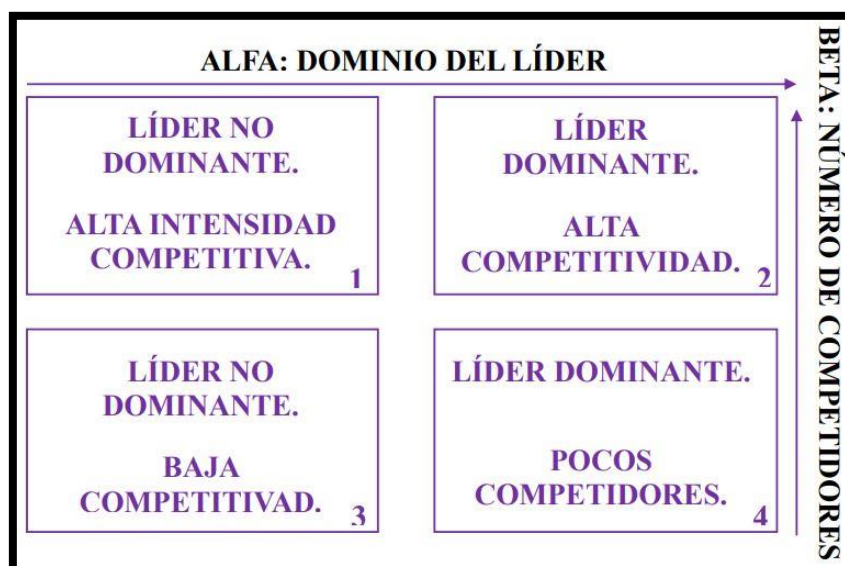 ALFA: DOMINIO DEL LÍDER
LÍDER NO
DOMINANTE.
ALTA INTENSIDAD
COMPETITIVA.
1
LÍDER
DOMINANTE.
ALTA
COMPETITIVIDAD.
2
LÍDER NO
DOMINANTE.
BAJA
COMPETITIVAD.
3
LÍDER DOMINANTE.
POCOS
COMPETIDORES.
4
BETA: NÚMERO DE COMPETIDORES